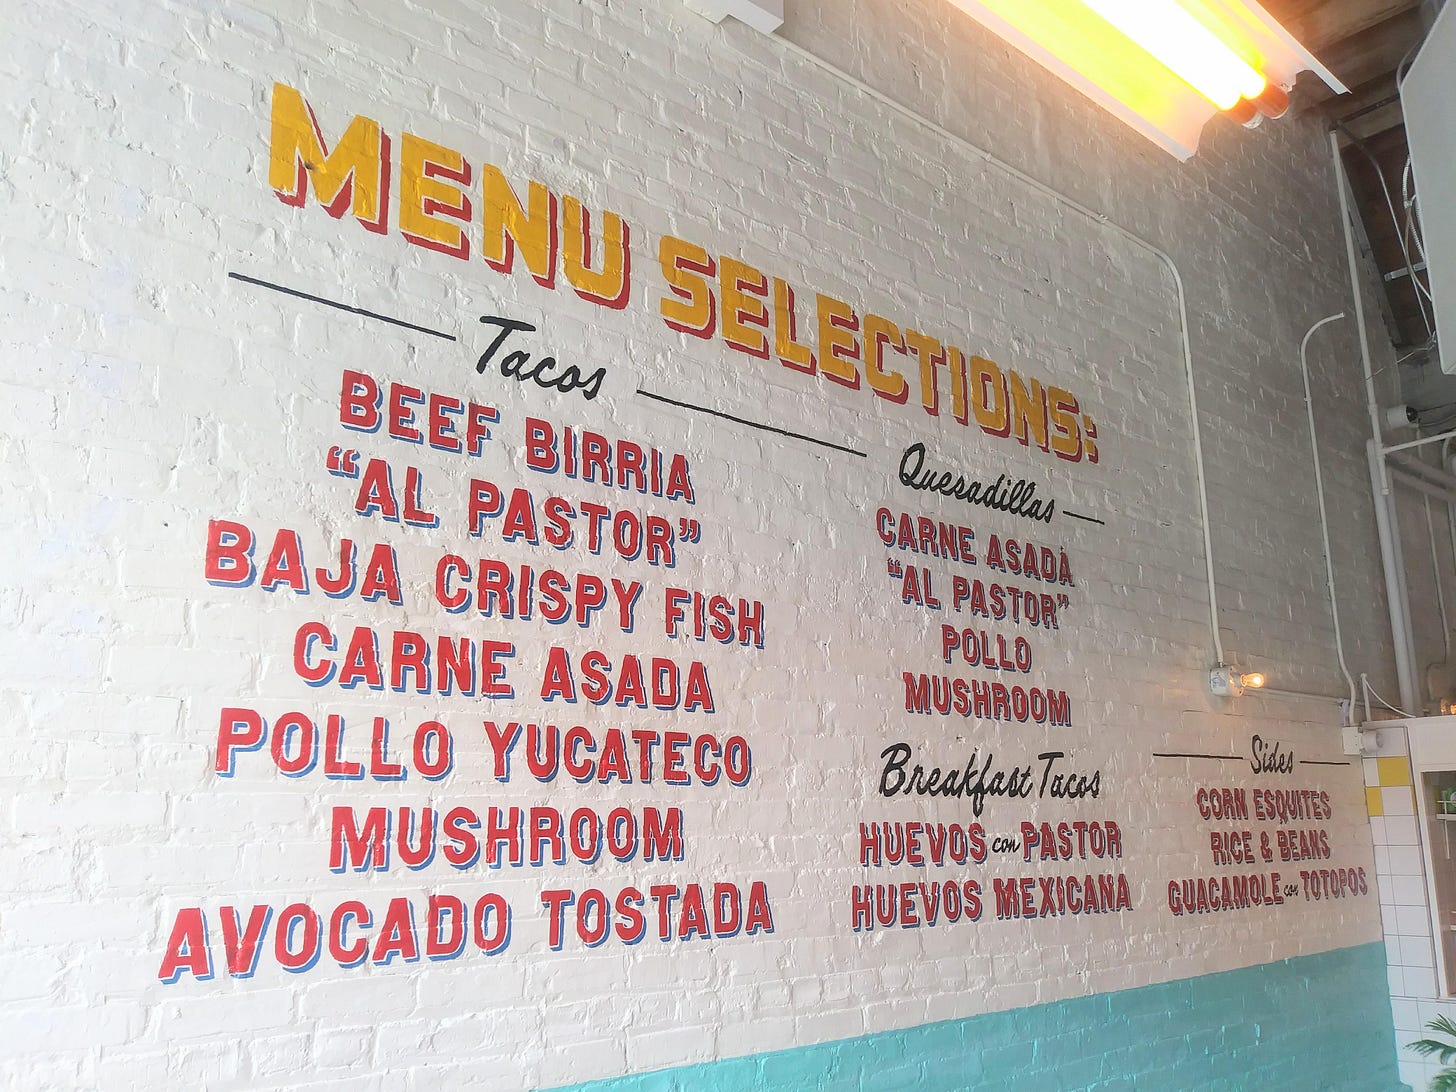 MENU SELECTIONS:
Tacos
BEEF BIRRIA
“AL PASTOR”
BAJA CRISPY FISH
CARNE ASADA
POLLO YUCATECO
MUSHROOM
AVOCADO TOSTADA
Quesadillas
CARNE ASADA
“AL PASTOR”
POLLO
MUSHROOM
Breakfast Tacos
HUEVOS con PASTOR
HUEVOS MEXICANA
Sides
CORN ESQUITES
RICE & BEANS
GUACAMOLE con TOTOPOS